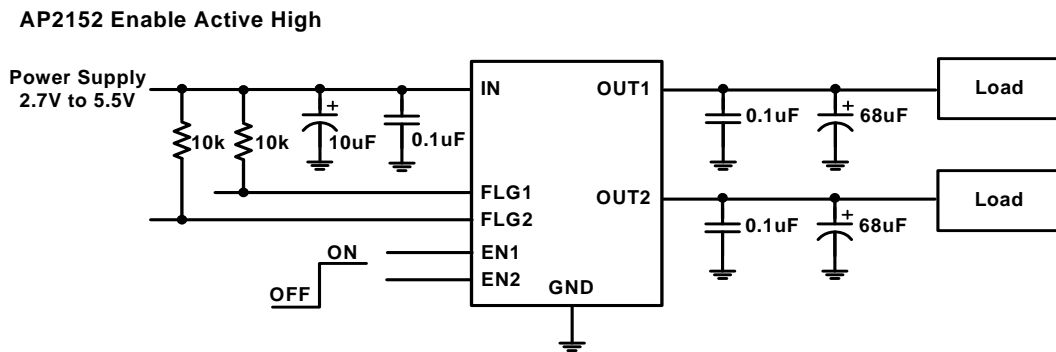 AP2152 Enable Active High
Power Supply
2.7V to 5.5V
10k
10k
10uF
0.1uF
IN
FLG1
FLG2
EN1
EN2
GND
OUT1
OUT2
ON
OFF
0.1uF
68uF
Load
0.1uF
68uF
Load